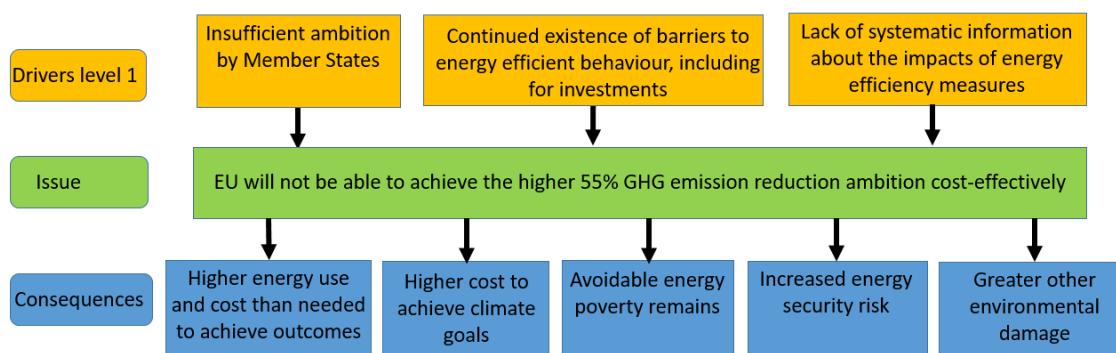 Drivers level 1
Insufficient ambition
by Member States
Continued existence of barriers to
energy efficient behaviour, including
for investments
Lack of systematic information
about the impacts of energy
efficiency measures
Issue
EU will not be able to achieve the higher 55% GHG emission reduction ambition cost-effectively
Consequences
Higher energy use
and cost than needed
to achieve outcomes
Higher cost to
achieve climate
goals
Avoidable energy
poverty remains
Increased energy
security risk
Greater other
environmental
damage